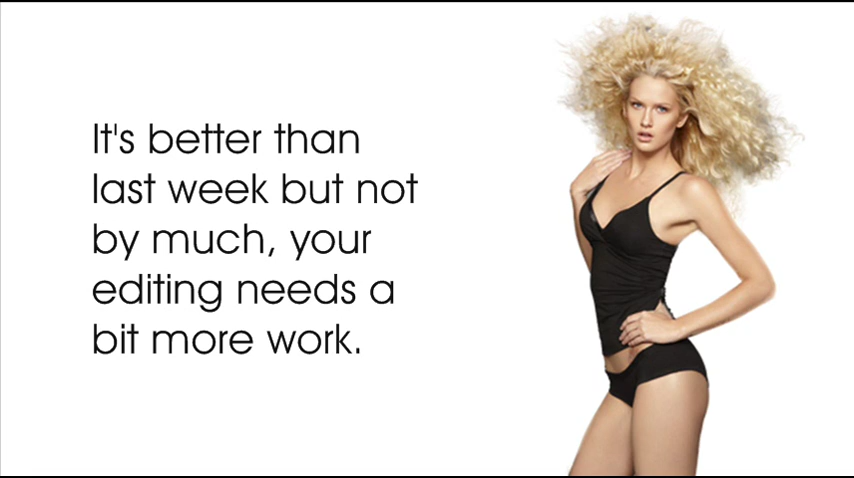 It's better than
last week but not
by much, your
editing needs a
bit more work.